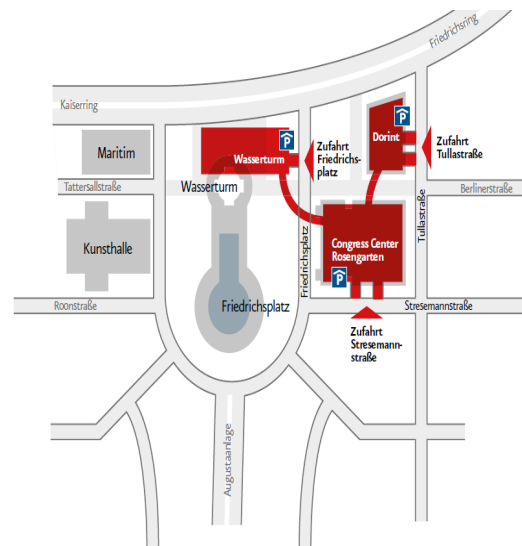 Friedrichsring
Kaiserring
Maritim
Wasserturm
P
Zufahrt
Friedrichs-
platz
Dorint
P
Zufahrt
Tullastraße
Tattersallstraße
Wasserturm
Berlinerstraße
Kunsthalle
Friedrichsplatz
Congress Center
Rosengarten
P
Tullastraße
Roonstraße
Friedrichsplatz
Stresemannstraße
Zufahrt
Stresemann-
straße
Augustaanlage